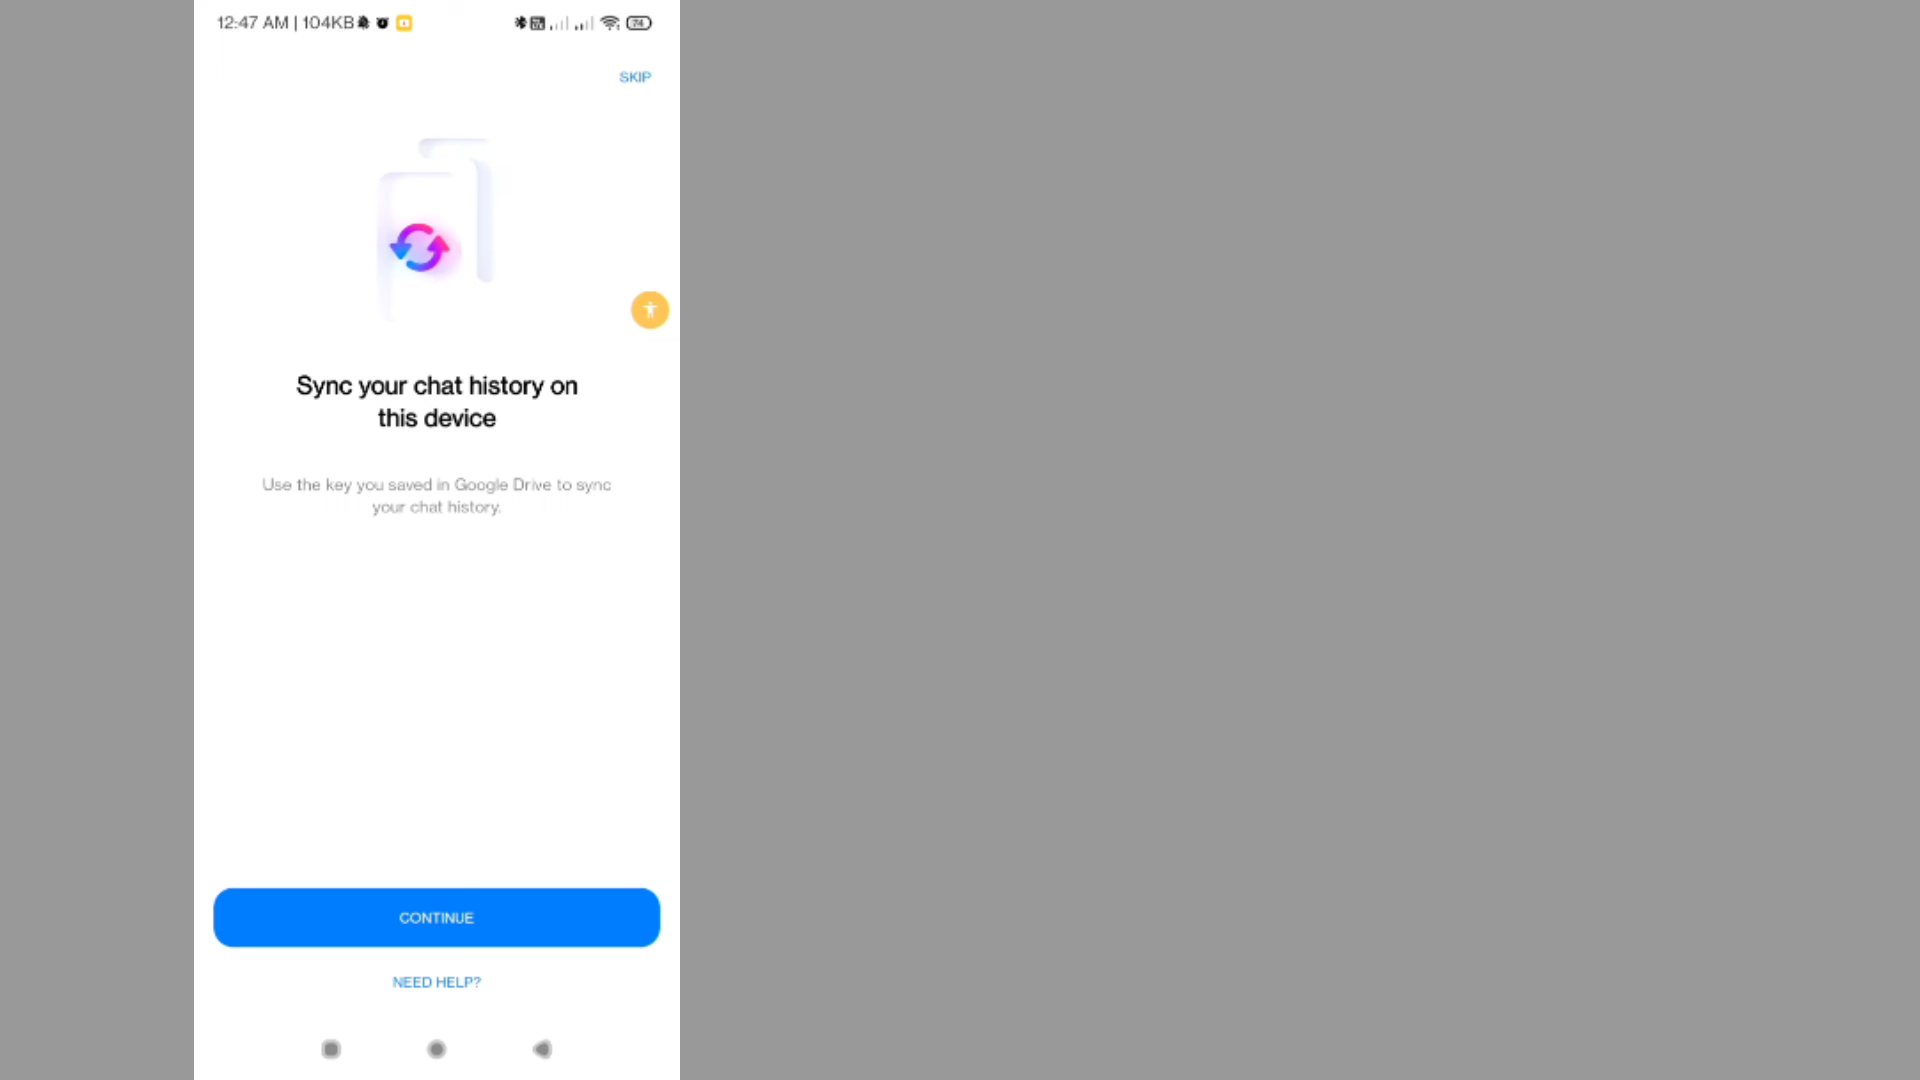 12:47 AM | 104KB
74
SKIP
Sync your chat history on
this device
Use the key you saved in Google Drive to sync
your chat history.
CONTINUE
NEED HELP?